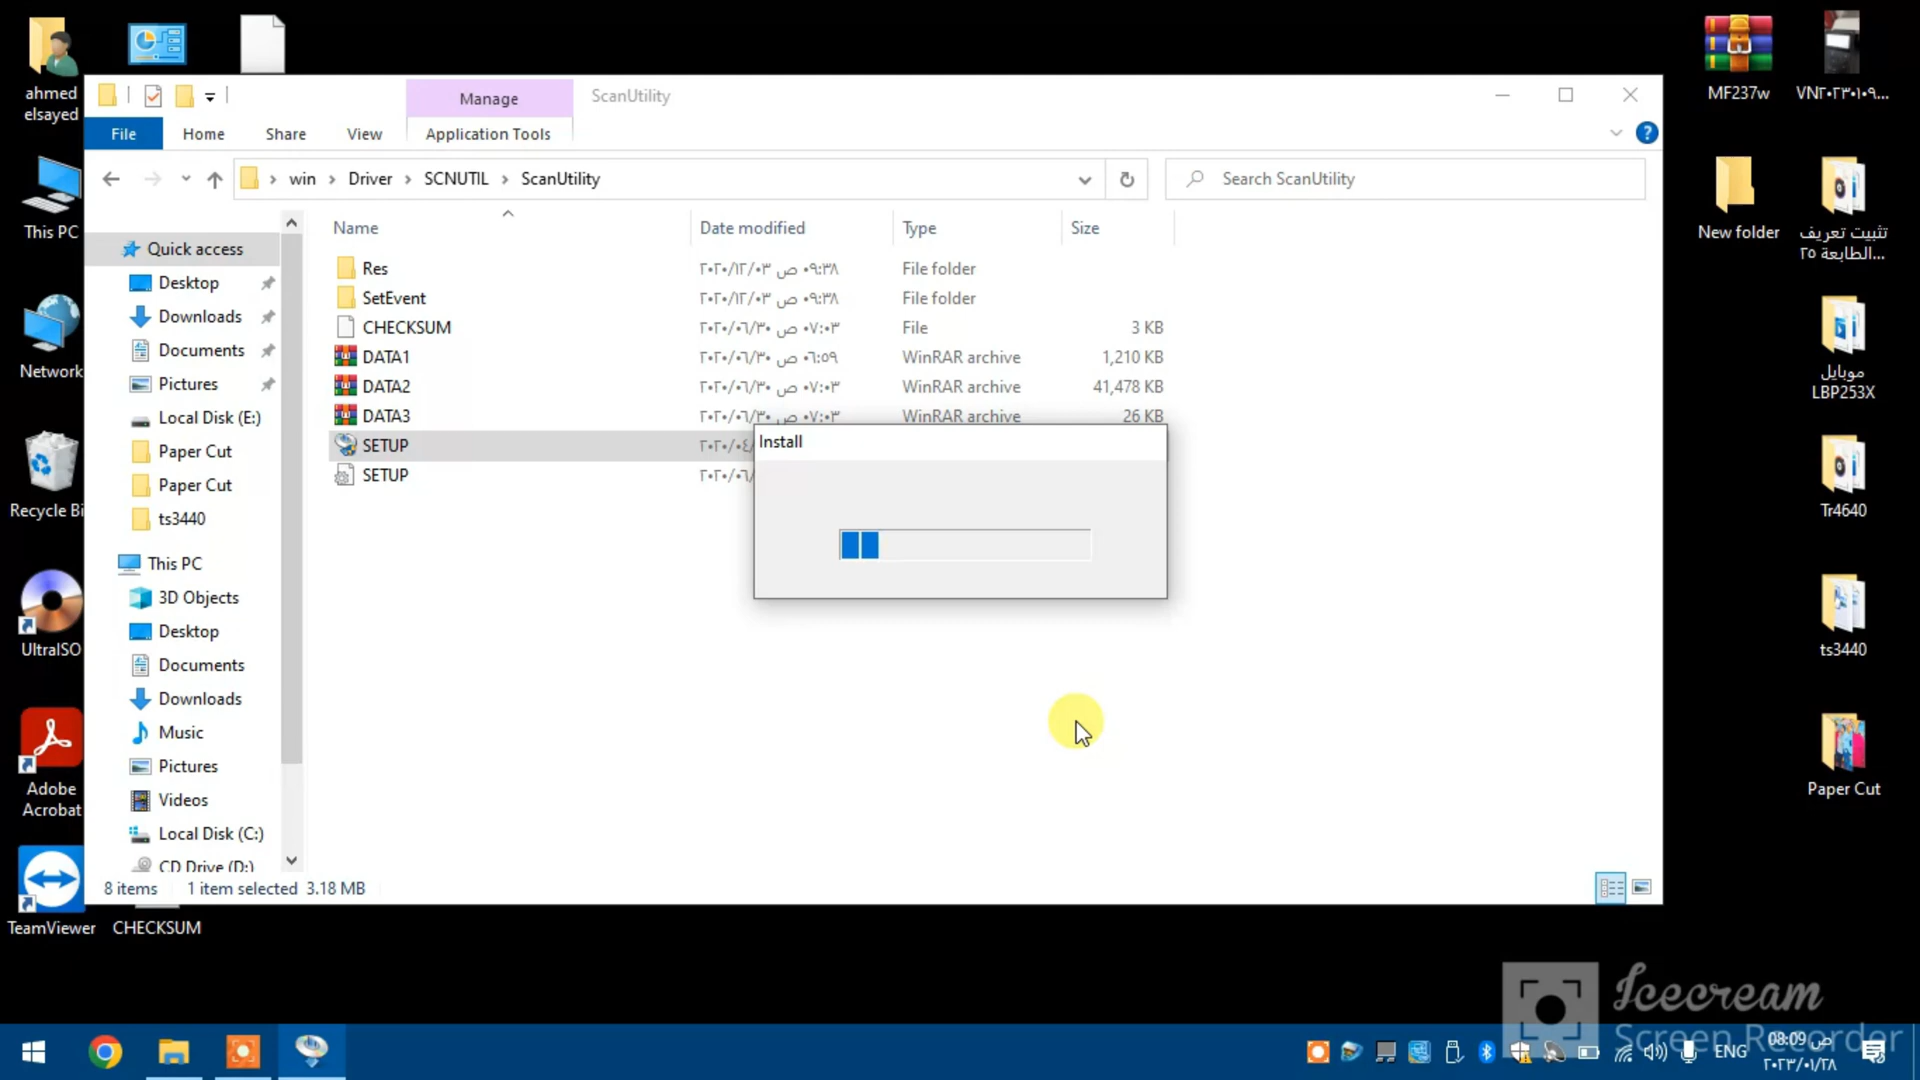 ahmed
elsayed
This PC
Network
Recycle Bi
UltraISO
Adobe
Acrobat
TeamViewer
CHECKSUM
Manage
ScanUtility
File
Home
Share
View
Application Tools
win
Driver
SCNUTIL
ScanUtility
Search ScanUtility
Quick access
Desktop
Downloads
Documents
Pictures
Local Disk (E:)
Paper Cut
Paper Cut
ts3440
This PC
3D Objects
Desktop
Documents
Downloads
Music
Pictures
Videos
Local Disk (C:)
CD Drive (D:)
Name Date modified Type Size
Res ٢٠٢٠/١٢/٠٣ ص ٠٩:٣٨ File folder
SetEvent ٢٠٢٠/١٢/٠٣ ص ٠٩:٣٨ File folder
CHECKSUM ٢٠٢٠/٠٦/٣٠ ص ٠٧:٠٣ File 3 KB
DATA1 ٢٠٢٠/٠٦/٣٠ ص ٠٦:٥٩ WinRAR archive 1,210 KB
DATA2 ٢٠٢٠/٠٦/٣٠ ص ٠٧:٠٣ WinRAR archive 41,478 KB
DATA3 ٢٠٢٠/٠٦/٣٠ ص ٠٧:٠٣ WinRAR archive 26 KB
SETUP ٢٠٢٠/٠٤/
SETUP ٢٠٢٠/٠٦/
Install
8 items 1 item selected 3.18 MB
MF237w
VN٢٠٢٣٠١٠٩...
New folder
تثبيت تعريف
الطابعة ٢٥...
موبايل
LBP253X
Tr4640
ts3440
Paper Cut
Icecream
Screen Recorder
ENG
08:09 ص
٢٠٢٣/٠١/٢٨